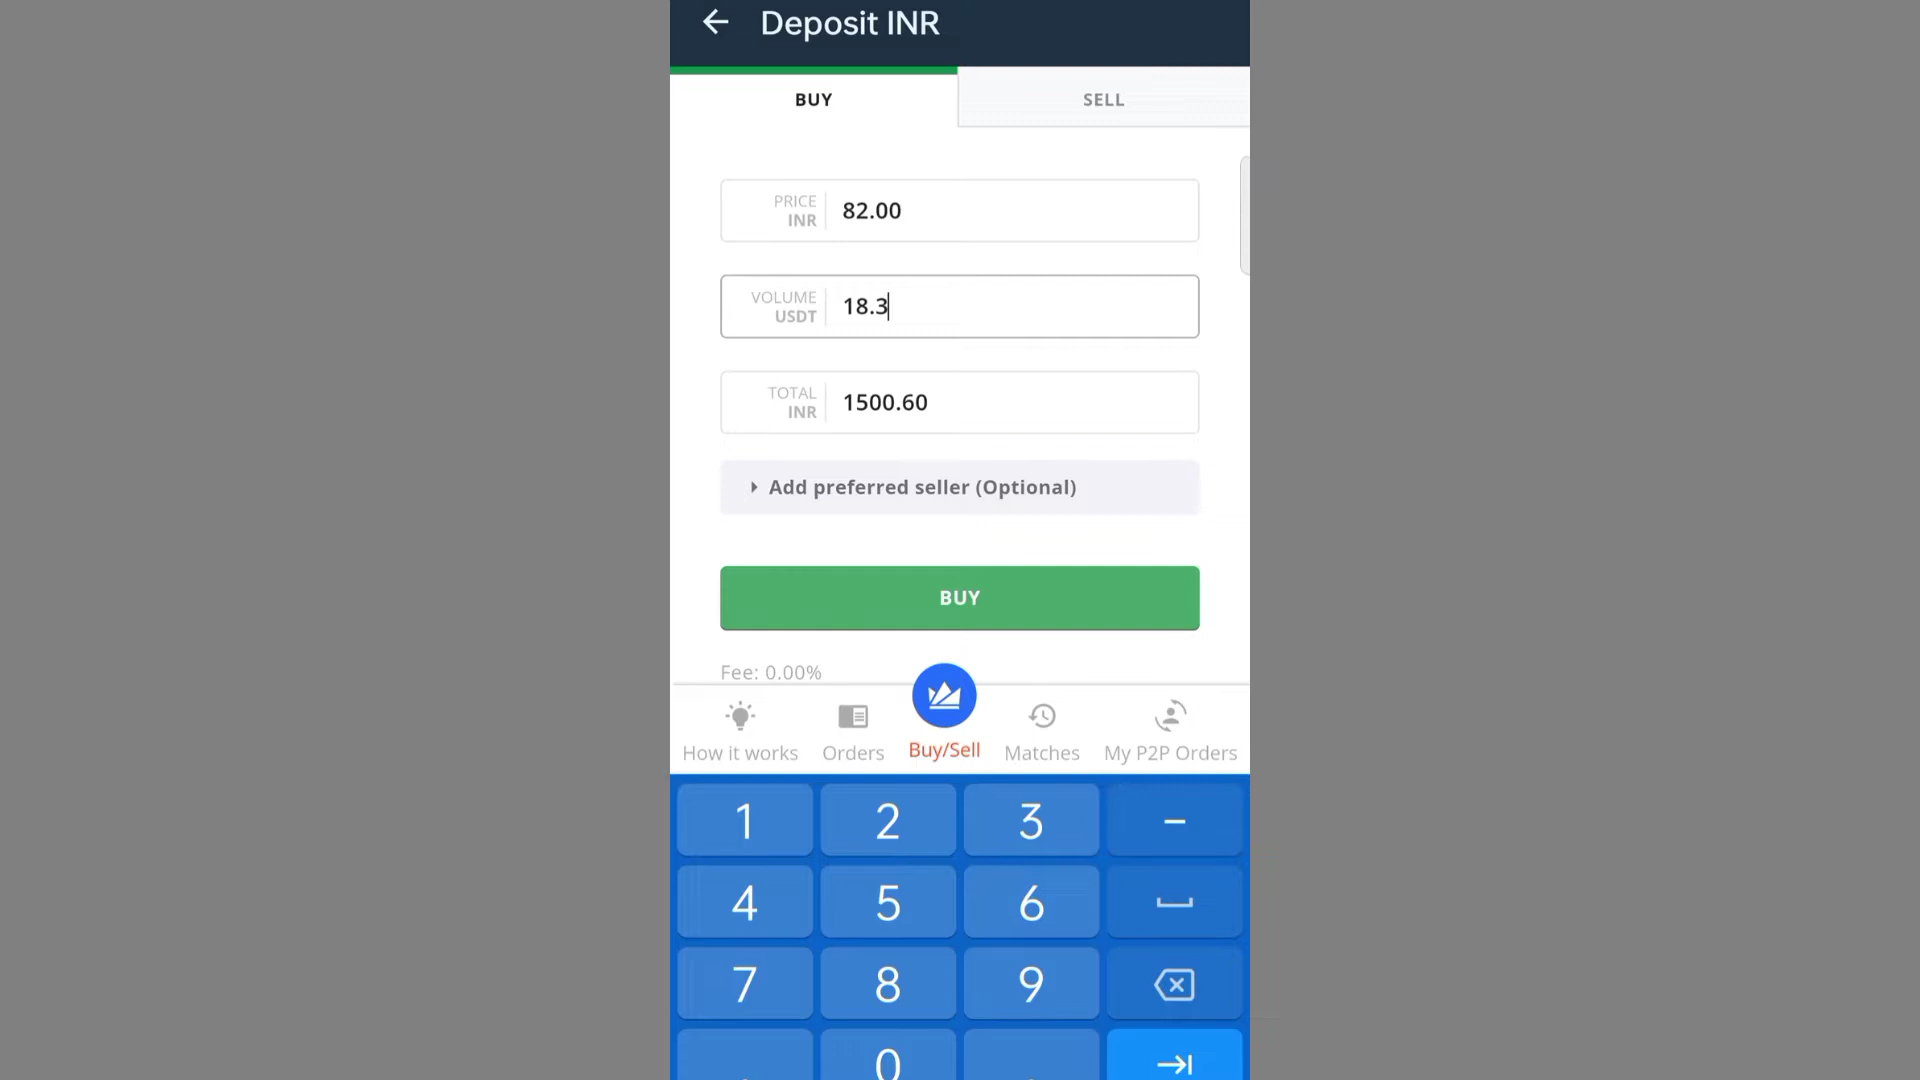 Deposit INR
BUY
SELL
PRICE
INR
82.00
VOLUME
USDT
18.3
TOTAL
INR
1500.60
Add preferred seller (Optional)
BUY
Fee: 0.00%
How it works
Orders
Buy/Sell
Matches
My P2P Orders
1 2 3 -
4 5 6
7 8 9
0